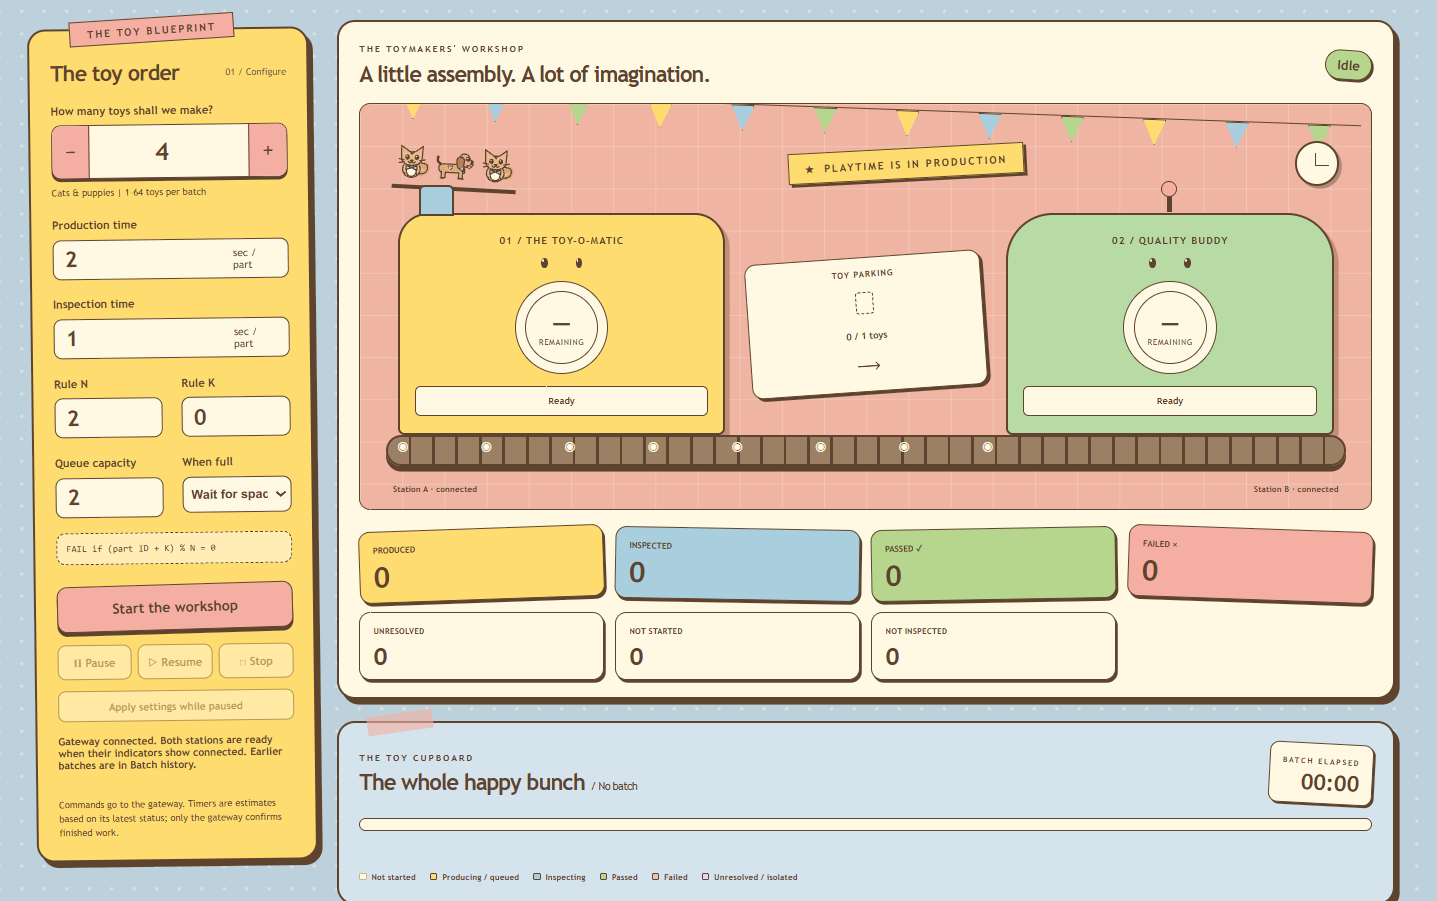 THE TOY BLUEPRINT
The toy order
01 / Configure
How many toys shall we make?
− 4 +
Cats & puppies | 1-64 toys per batch
Production time
2
sec /
part
Inspection time
1
sec /
part
Rule N
Rule K
2
0
Queue capacity
When full
2
Wait for spac
FAIL if (part ID + K) % N = 0
Start the workshop
Pause
▷ Resume
□ Stop
Apply settings while paused
Gateway connected. Both stations are ready
when their indicators show connected. Earlier
batches are in Batch history.
Commands go to the gateway. Timers are estimates
based on its latest status; only the gateway confirms
finished work.
THE TOYMAKERS' WORKSHOP
A little assembly. A lot of imagination.
Idle
★ PLAYTIME IS IN PRODUCTION
01 / THE TOY-O-MATIC
—
REMAINING
Ready
TOY PARKING
0 / 1 toys
⟶
02 / QUALITY BUDDY
—
REMAINING
Ready
Station A · connected
Station B · connected
PRODUCED
0
INSPECTED
0
PASSED ✓
0
FAILED ×
0
UNRESOLVED
0
NOT STARTED
0
NOT INSPECTED
0
THE TOY CUPBOARD
The whole happy bunch / No batch
BATCH ELAPSED
00:00
Not started
Producing / queued
Inspecting
Passed
Failed
Unresolved / isolated